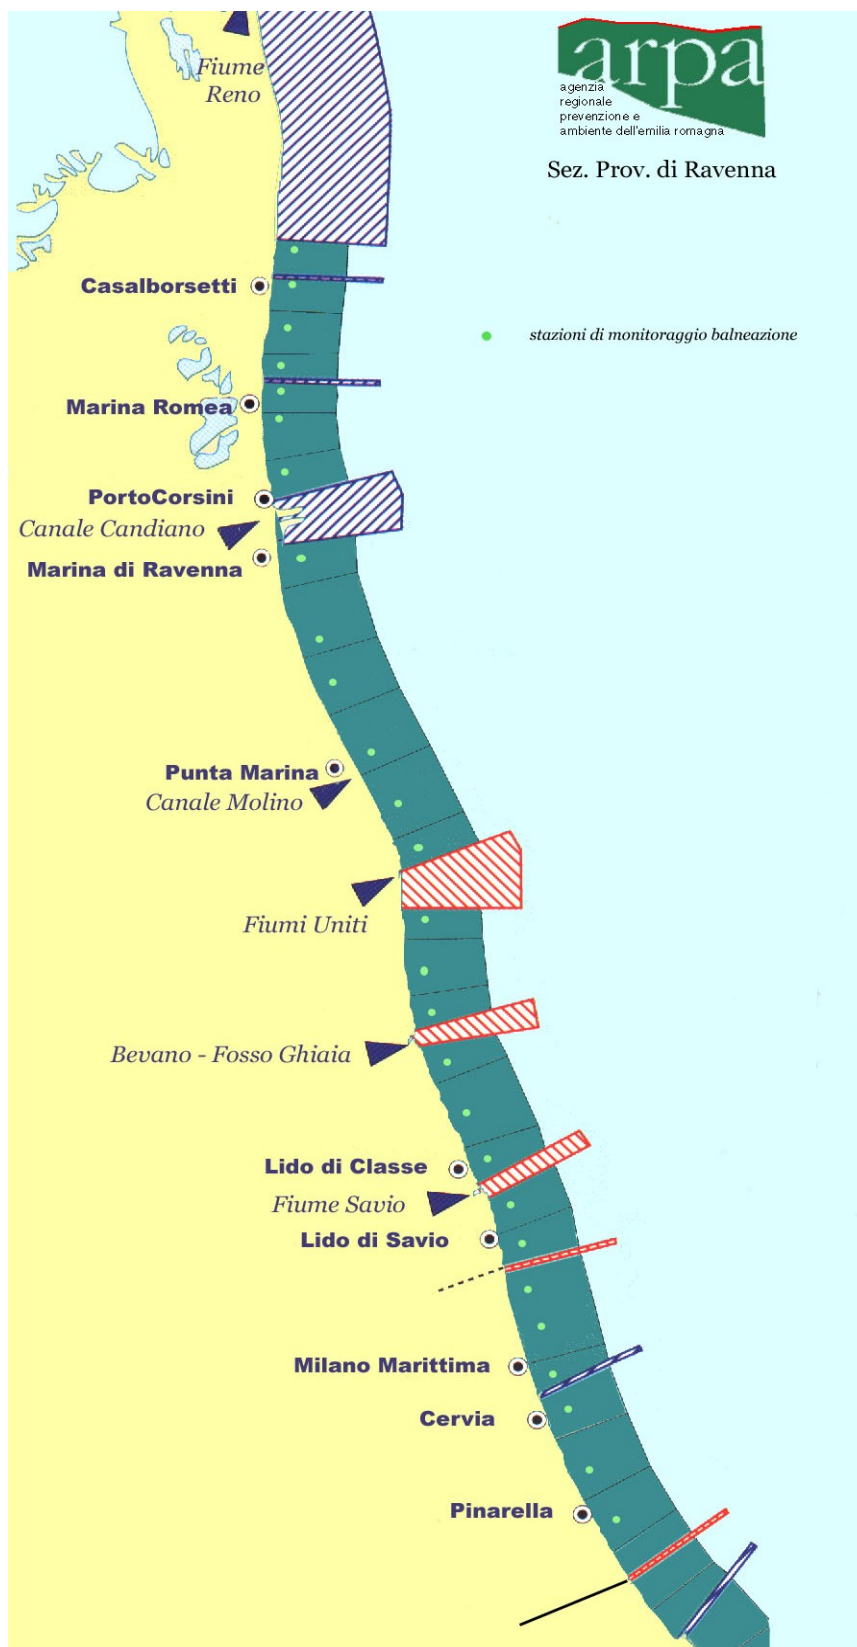 arpa
agenzia
regionale
prevenzione e
ambiente dell'emilia romagna
Sez. Prov. di Ravenna
Fiume
Reno
Casalborsetti
stazioni di monitoraggio balneazione
Marina Romea
PortoCorsini
Canale Candiano
Marina di Ravenna
Punta Marina
Canale Molino
Fiumi Uniti
Bevano - Fosso Ghiaia
Lido di Classe
Fiume Savio
Lido di Savio
Milano Marittima
Cervia
Pinarella